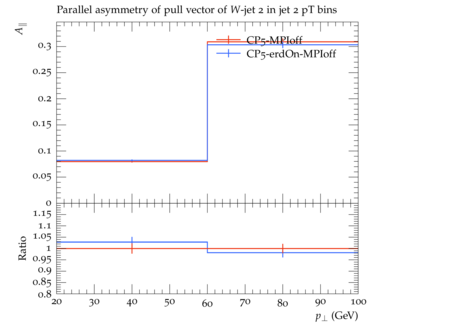 Parallel asymmetry of pull vector of W-jet 2 in jet 2 pT bins
A∥
CP5-MPIoff
CP5-erdOn-MPIoff
0.3
0.25
0.2
0.15
0.1
0.05
0
Ratio
1.15
1.1
1.05
1
0.95
0.9
0.85
0.8
20 30 40 50 60 70 80 90 100
p⊥ (GeV)